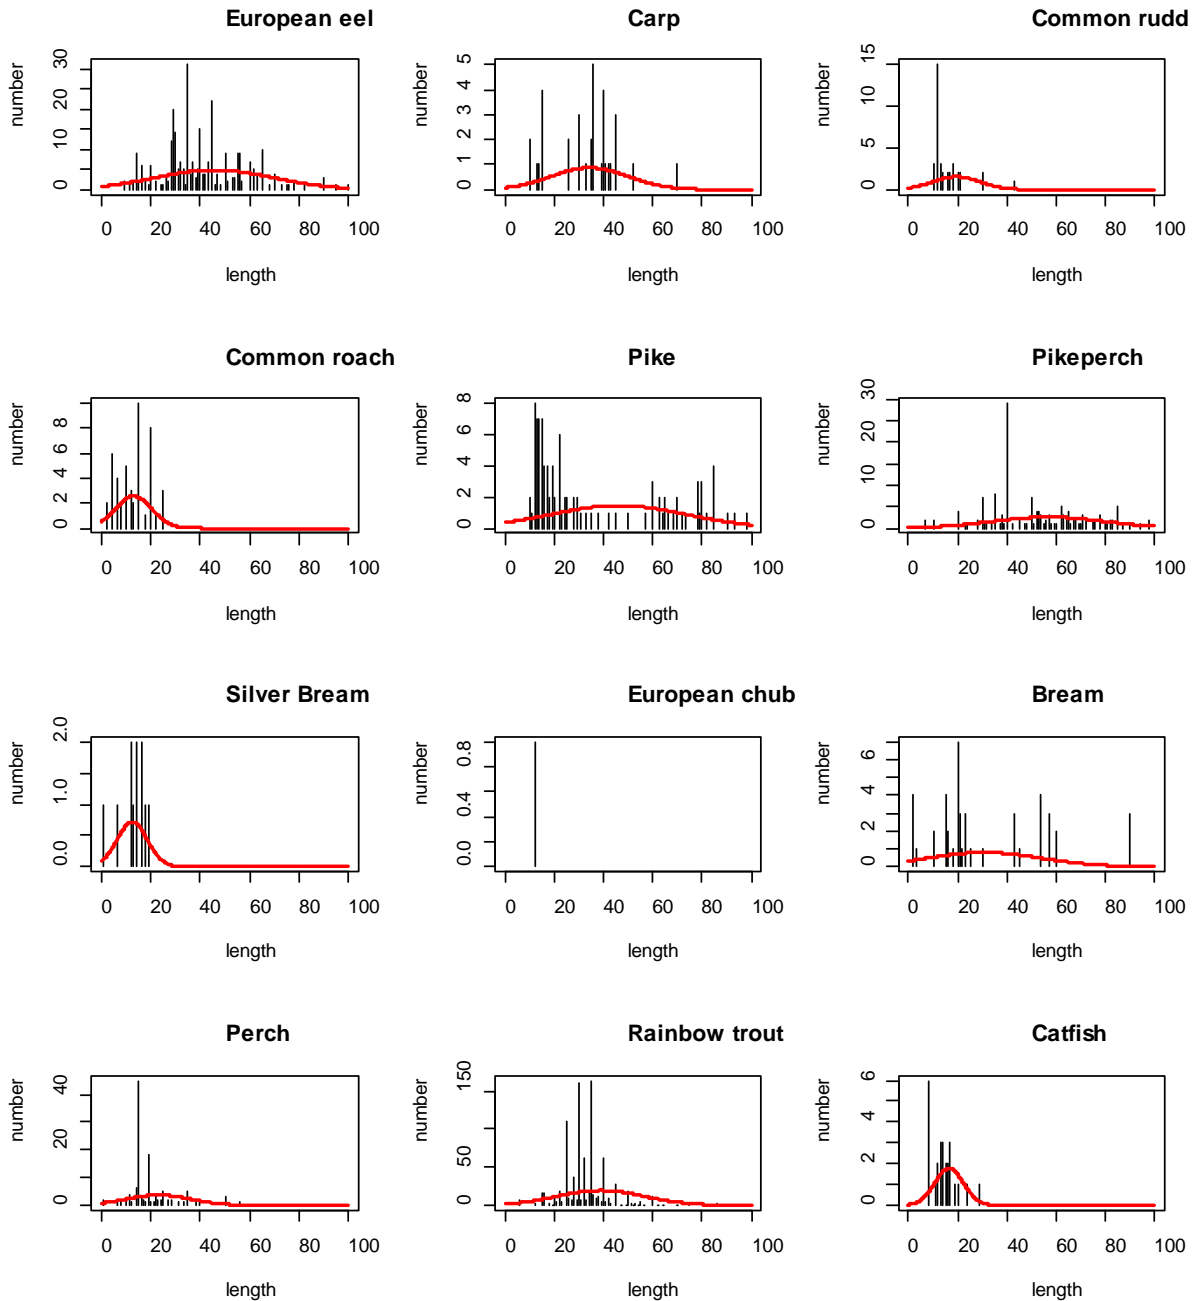 European eel
Carp
Common rudd
number
0 10 20 30
0 20 40 60 80 100
length
number
0 1 2 3 4 5
0 20 40 60 80 100
length
number
0 5 10 15
0 20 40 60 80 100
length
Common roach
Pike
Pikeperch
number
0 2 4 6 8
0 20 40 60 80 100
length
number
0 2 4 6 8
0 20 40 60 80 100
length
number
0 10 20 30
0 20 40 60 80 100
length
Silver Bream
European chub
Bream
number
0.0 1.0 2.0
0 20 40 60 80 100
length
number
0.0 0.4 0.8
0 20 40 60 80 100
length
number
0 2 4 6
0 20 40 60 80 100
length
Perch
Rainbow trout
Catfish
number
0 20 40
0 20 40 60 80 100
length
number
0 50 150
0 20 40 60 80 100
length
number
0 2 4 6
0 20 40 60 80 100
length